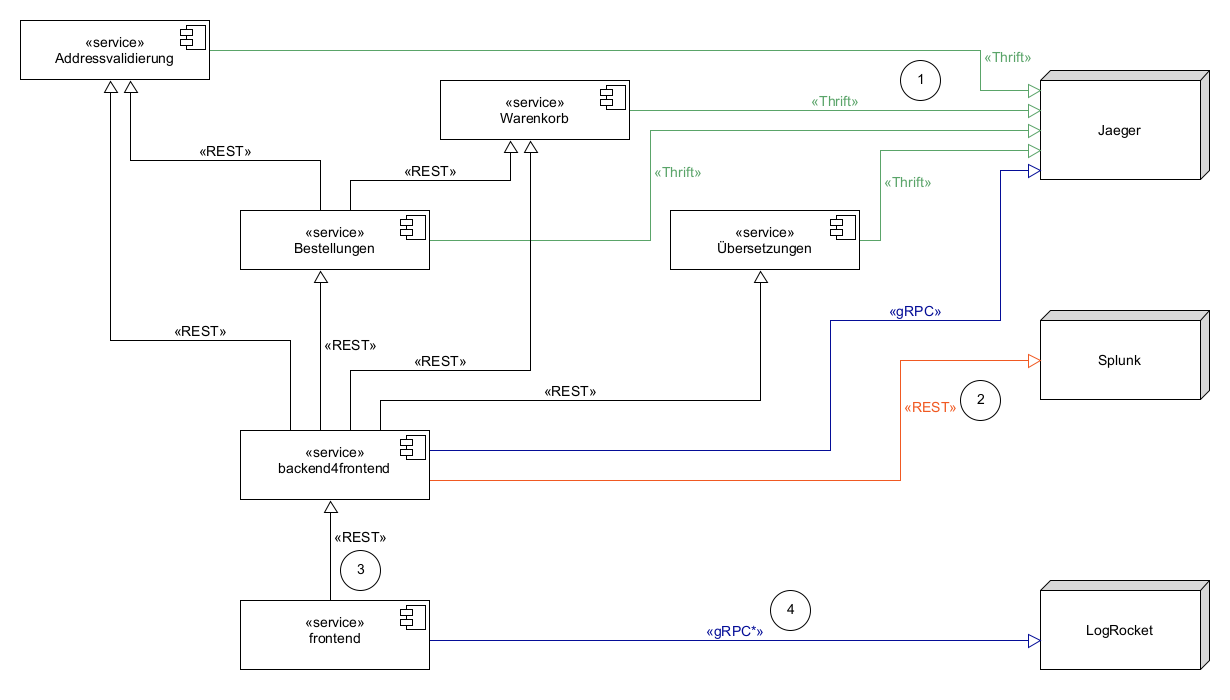 «service»
Addressvalidierung
«Thrift»
1
«service»
Warenkorb
«Thrift»
Jaeger
«REST»
«REST»
«Thrift»
«Thrift»
«service»
Bestellungen
«service»
Übersetzungen
«gRPC»
«REST»
«REST»
«REST»
Splunk
«REST»
«REST»
2
«service»
backend4frontend
«REST»
3
«service»
frontend
4
«gRPC*»
LogRocket